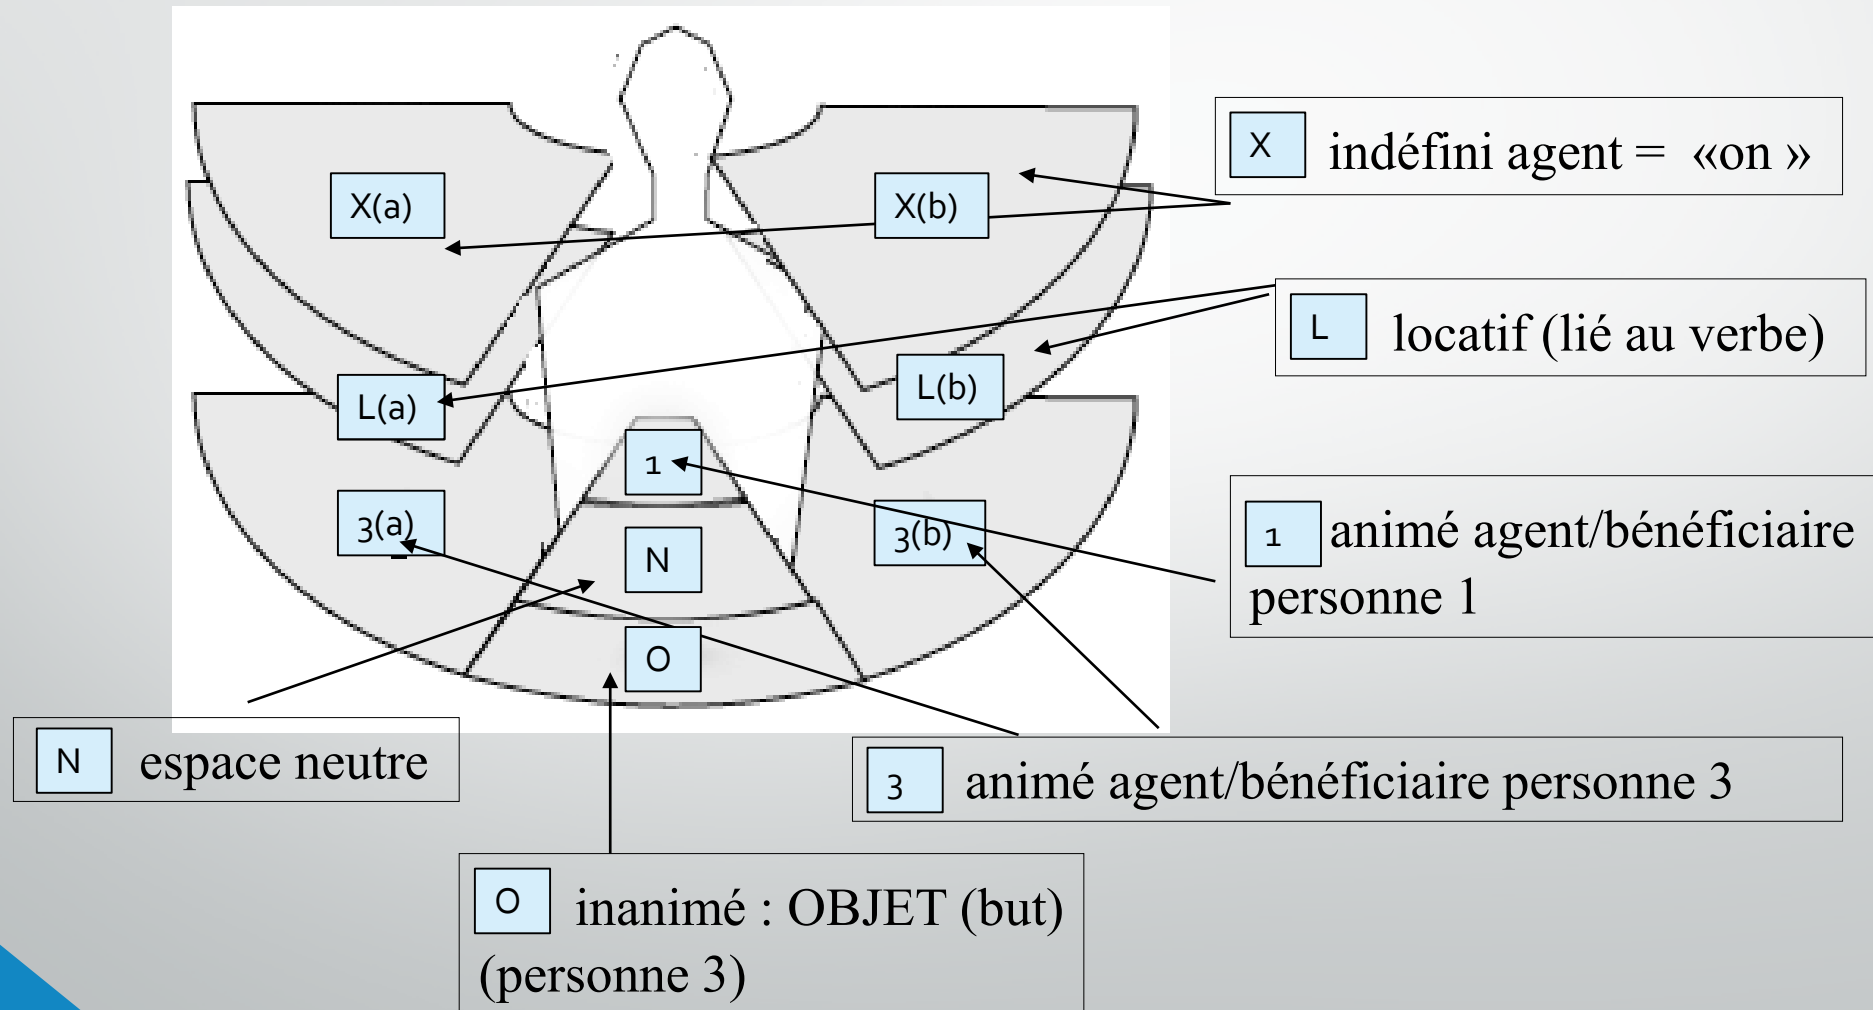 X indéfini agent = «on »
X(a)
X(b)
L locatif (lié au verbe)
L(a)
L(b)
1
1 animé agent/bénéficiaire
personne 1
3(a)
3(b)
N
O
N espace neutre
3 animé agent/bénéficiaire personne 3
O inanimé : OBJET (but)
(personne 3)